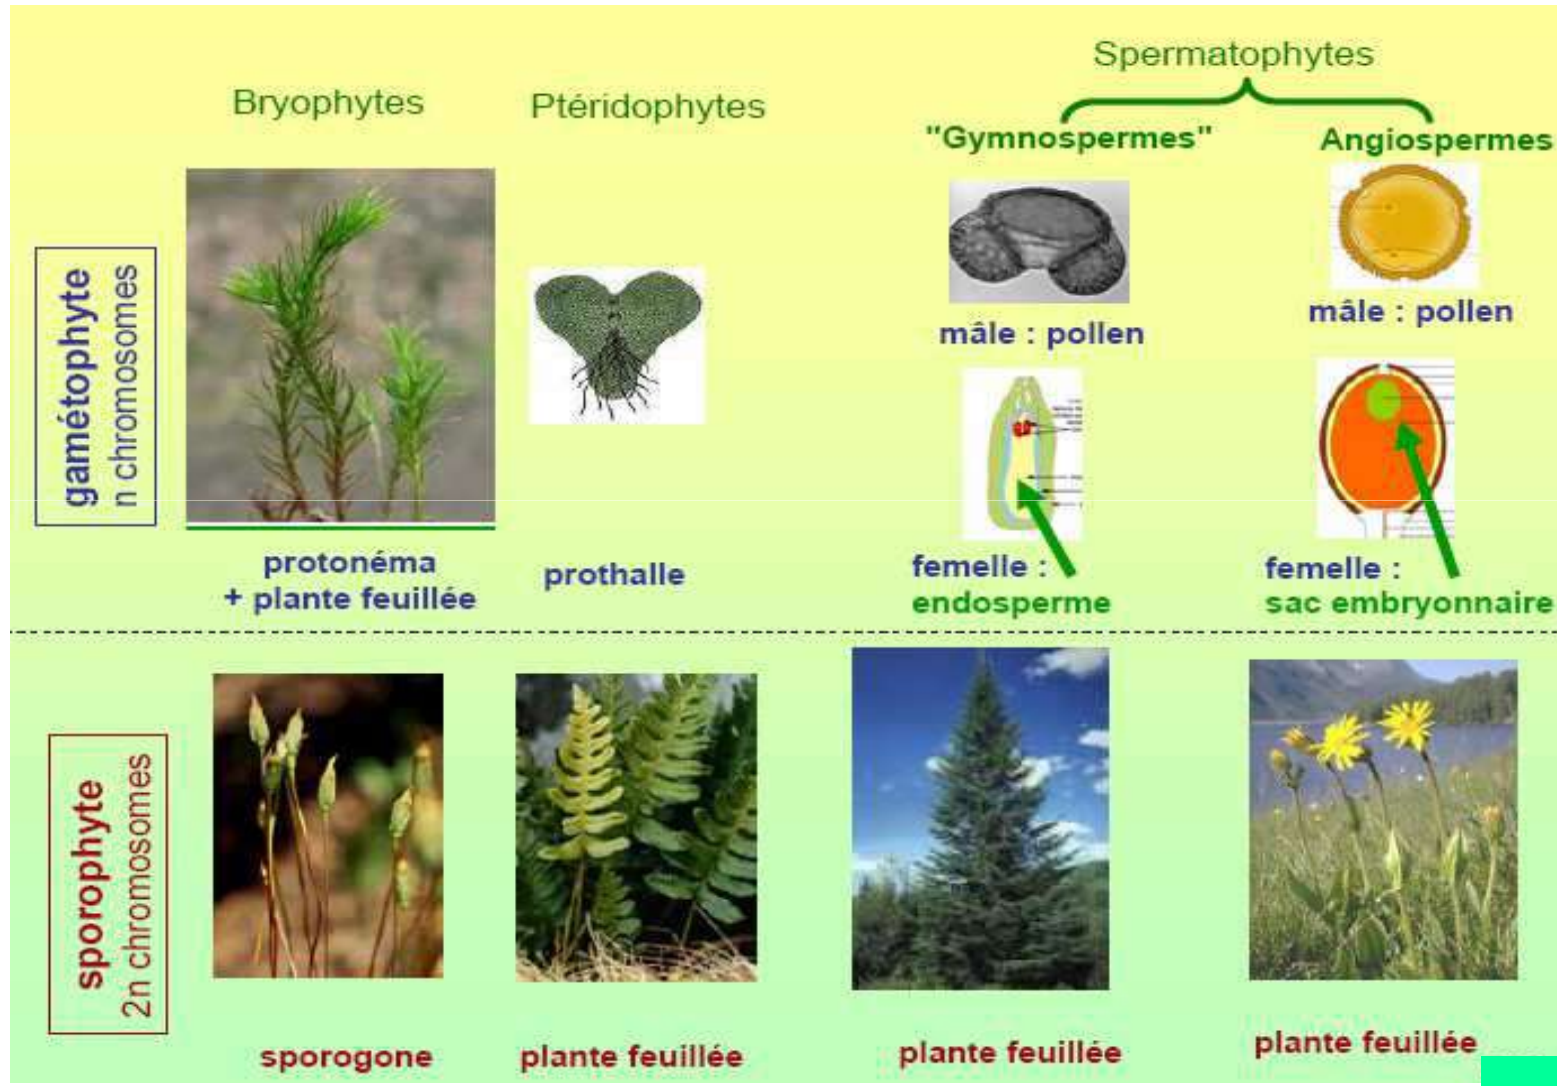 Spermatophytes
Bryophytes
Ptéridophytes
"Gymnospermes"
Angiospermes
gamétophyte
n chromosomes
mâle : pollen
mâle : pollen
protonéma
+ plante feuillée
prothalle
femelle :
endosperme
femelle :
sac embryonnaire
sporophyte
2n chromosomes
sporogone
plante feuillée
plante feuillée
plante feuillée